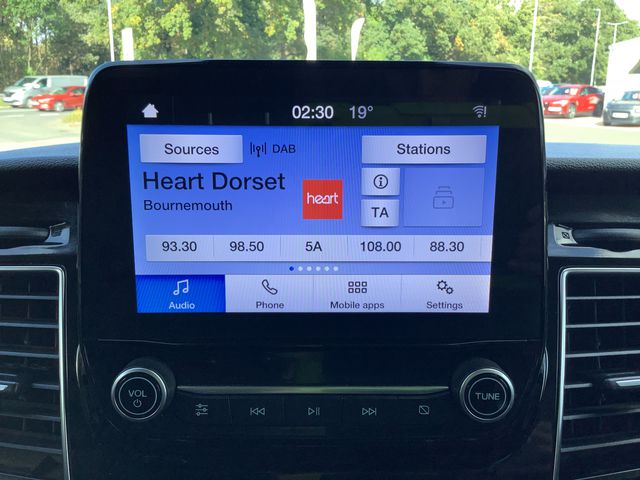 02:30 19°
Sources DAB Stations
Heart Dorset
Bournemouth
heart
i
TA
93.30 98.50 5A 108.00 88.30
Audio Phone Mobile apps Settings
VOL
TUNE